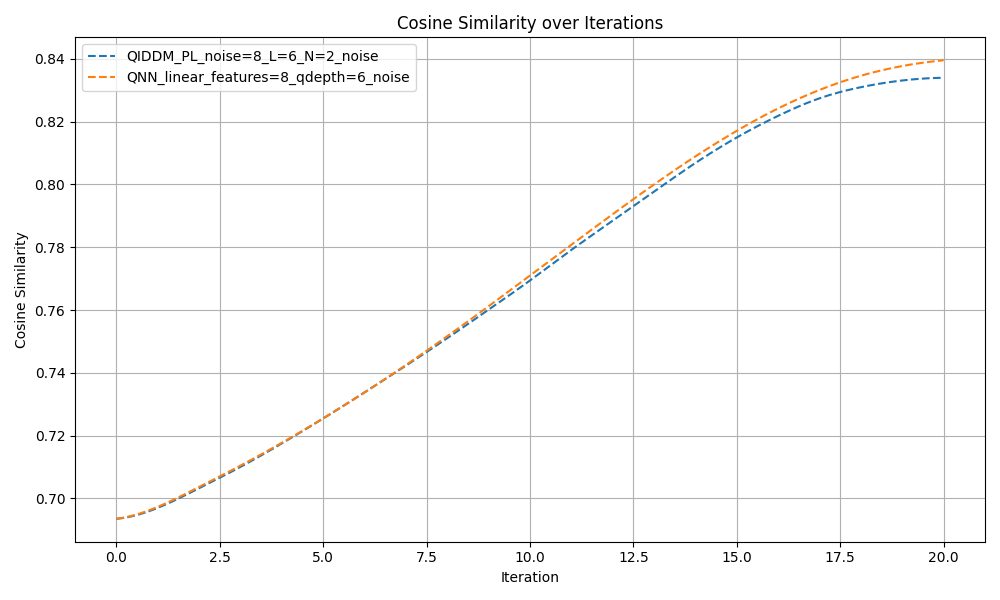 Cosine Similarity over Iterations
QIDDM_PL_noise=8_L=6_N=2_noise
QNN_linear_features=8_qdepth=6_noise
Cosine Similarity
0.84
0.82
0.80
0.78
0.76
0.74
0.72
0.70
0.0 2.5 5.0 7.5 10.0 12.5 15.0 17.5 20.0
Iteration